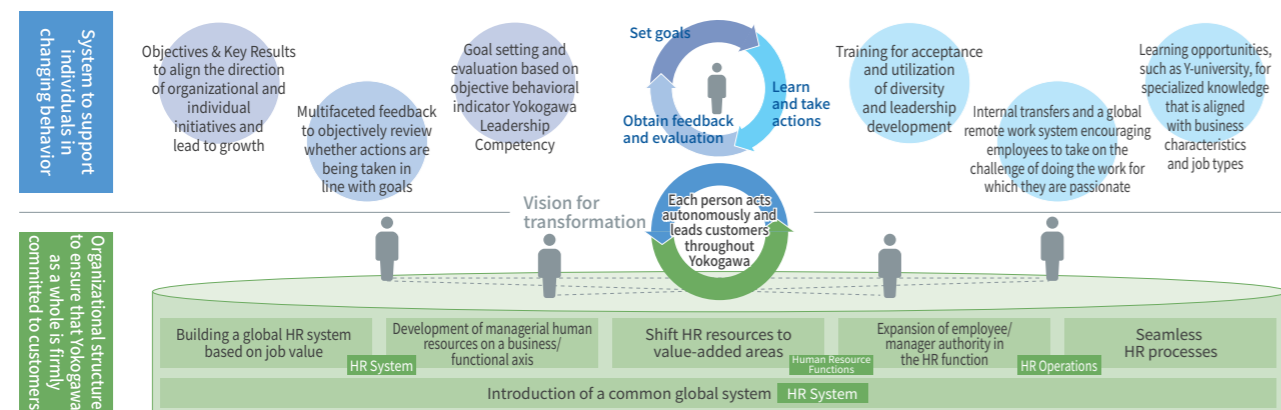 System to support
individuals in
changing behavior
Objectives & Key Results
to align the direction
of organizational and
individual
initiatives and
lead to growth
Multifaceted feedback
to objectively review
whether actions are
being taken in
line with goals
Goal setting and
evaluation based on
objective behavioral
indicator Yokogawa
Leadership
Competency
Set goals
Learn
and take
actions
Obtain feedback
and evaluation
Training for acceptance
and utilization
of diversity
and leadership
development
Internal transfers and a global
remote work system encouraging
employees to take on the
challenge of doing the work for
which they are passionate
Learning opportunities,
such as Y-university, for
specialized knowledge
that is aligned
with business
characteristics
and job types
Vision for
transformation
Each person acts
autonomously and
leads customers
throughout
Yokogawa
Organizational structure
to ensure that Yokogawa
as a whole is firmly
committed to customers
Building a global HR system
based on job value
HR System
Development of managerial human
resources on a business/
functional axis
Shift HR resources to
value-added areas
Human Resource
Functions
Expansion of employee/
manager authority in
the HR function
HR Operations
Seamless
HR processes
Introduction of a common global system HR System